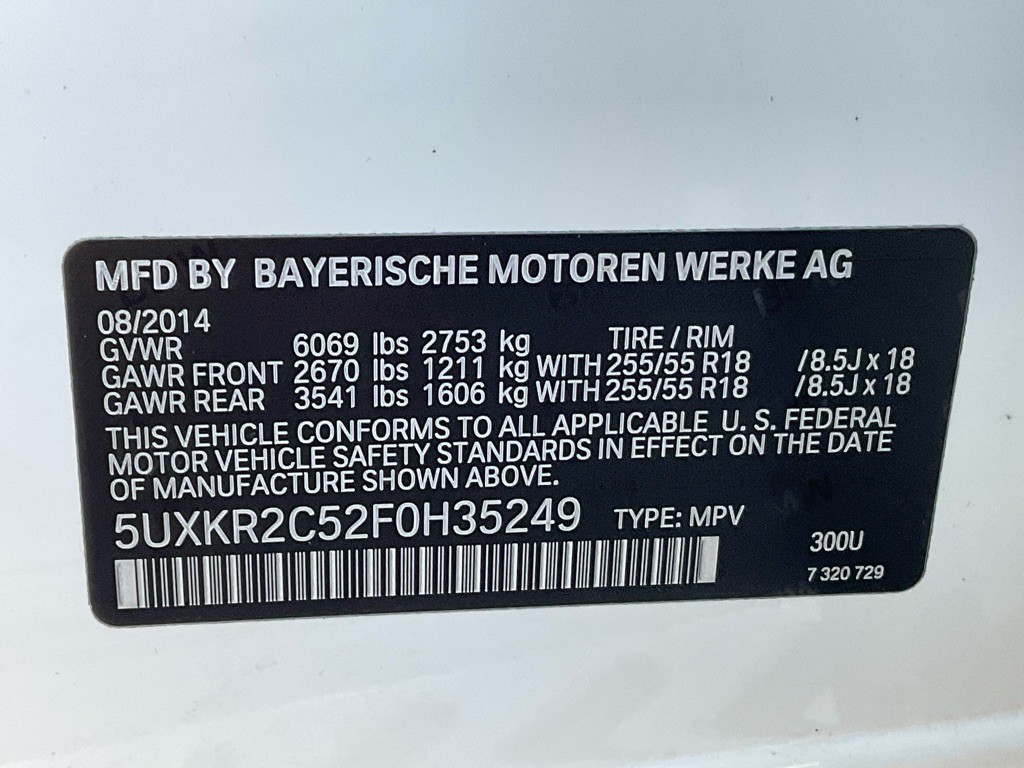 MFD BY BAYERISCHE MOTOREN WERKE AG
08/2014
GVWR 6069 lbs 2753 kg TIRE / RIM
GAWR FRONT 2670 lbs 1211 kg WITH 255/55 R18 /8.5J x 18
GAWR REAR 3541 lbs 1606 kg WITH 255/55 R18 /8.5J x 18
THIS VEHICLE CONFORMS TO ALL APPLICABLE U. S. FEDERAL
MOTOR VEHICLE SAFETY STANDARDS IN EFFECT ON THE DATE
OF MANUFACTURE SHOWN ABOVE.
5UXKR2C52F0H35249 TYPE: MPV
300U
7 320 729